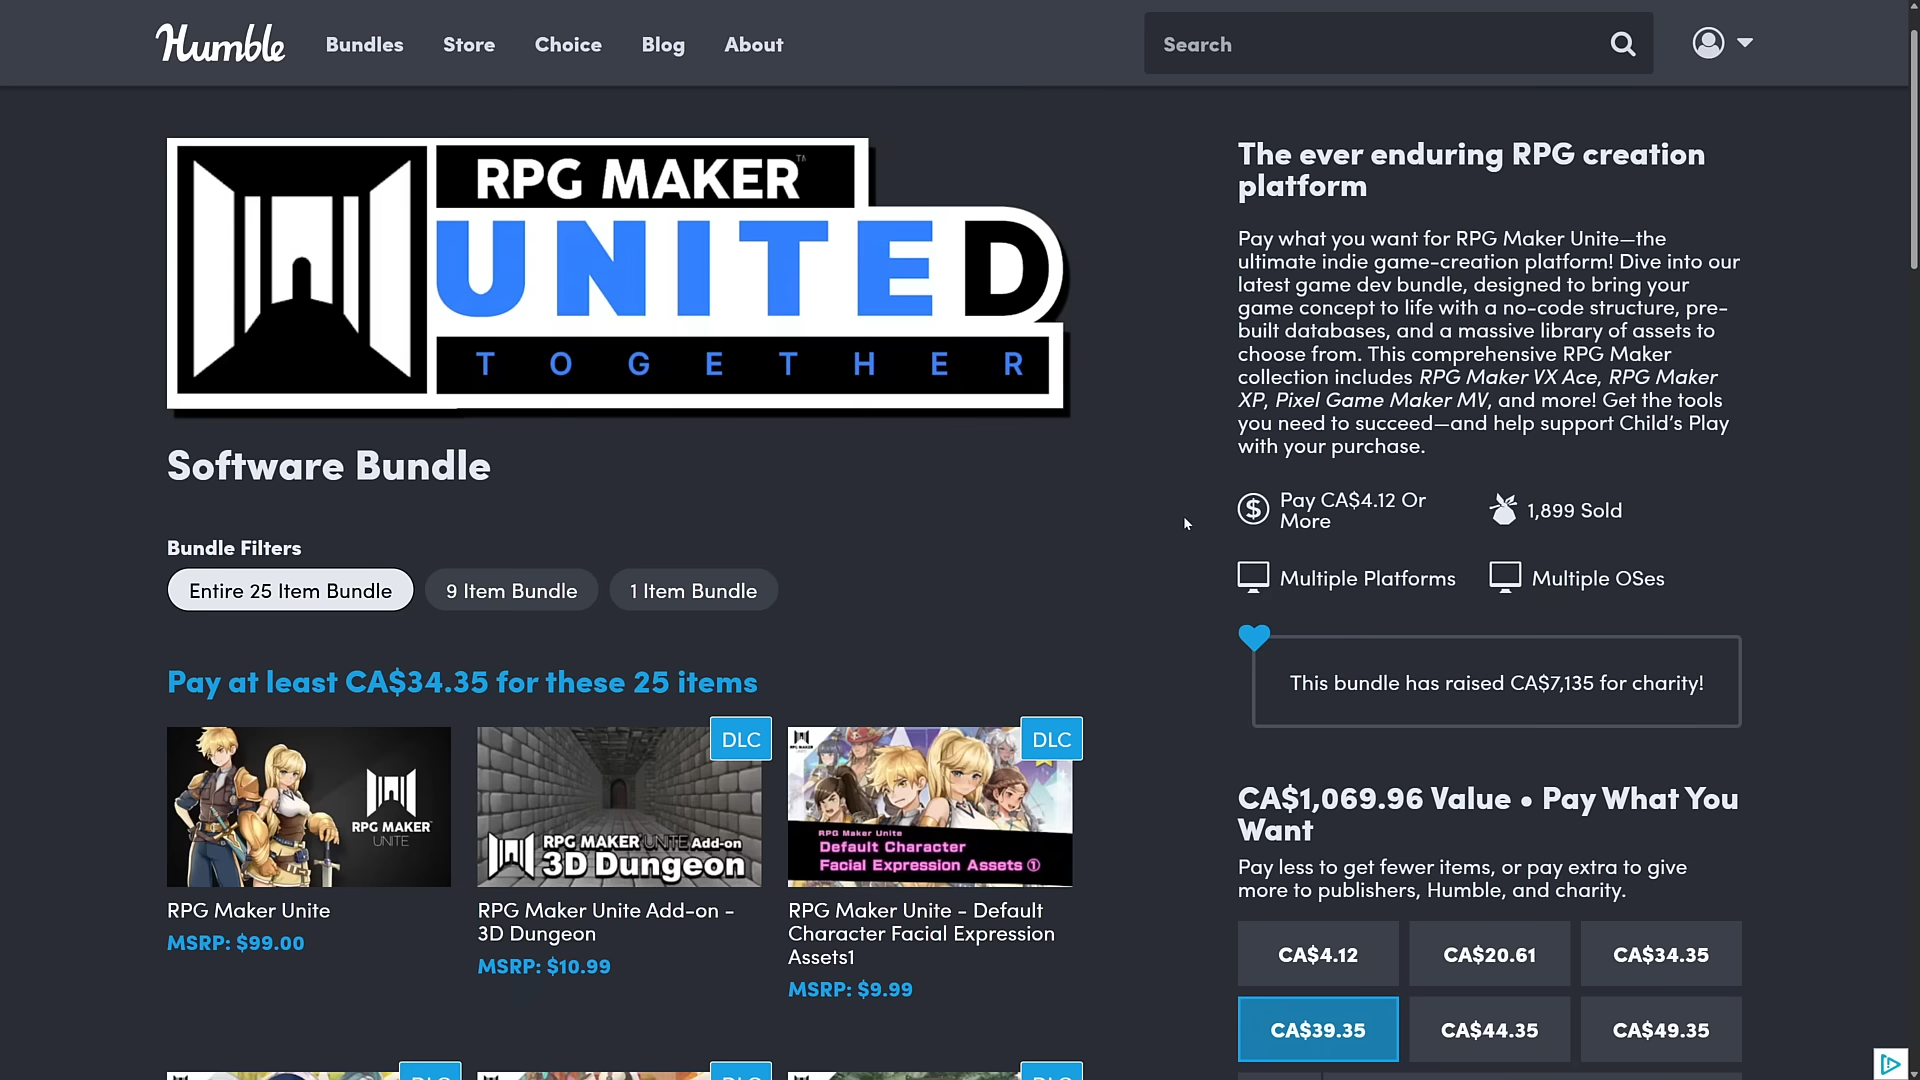 Humble
Bundles
Store
Choice
Blog
About
Search
RPG MAKER™
UNITED
TOGETHER
Software Bundle
Bundle Filters
Entire 25 Item Bundle
9 Item Bundle
1 Item Bundle
Pay at least CA$34.35 for these 25 items
RPG MAKER
UNITE
RPG Maker Unite
MSRP: $99.00
DLC
RPG MAKER UNITE Add-on
3D Dungeon
RPG Maker Unite Add-on -
3D Dungeon
MSRP: $10.99
DLC
RPG Maker Unite
Default Character
Facial Expression Assets ①
RPG Maker Unite - Default
Character Facial Expression
Assets1
MSRP: $9.99
DLC
DLC
DLC
The ever enduring RPG creation
platform
Pay what you want for RPG Maker Unite—the
ultimate indie game-creation platform! Dive into our
latest game dev bundle, designed to bring your
game concept to life with a no-code structure, pre-
built databases, and a massive library of assets to
choose from. This comprehensive RPG Maker
collection includes RPG Maker VX Ace, RPG Maker
XP, Pixel Game Maker MV, and more! Get the tools
you need to succeed—and help support Child's Play
with your purchase.
Pay CA$4.12 Or
More
1,899 Sold
Multiple Platforms
Multiple OSes
This bundle has raised CA$7,135 for charity!
CA$1,069.96 Value • Pay What You
Want
Pay less to get fewer items, or pay extra to give
more to publishers, Humble, and charity.
CA$4.12
CA$20.61
CA$34.35
CA$39.35
CA$44.35
CA$49.35